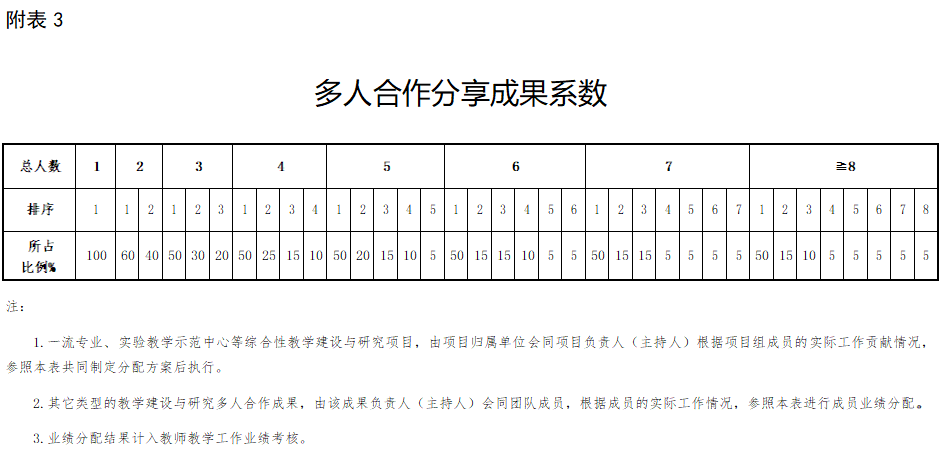 附表 3
多人合作分享成果系数
总人数 1 2 3 4 5 6 7 ≧8
排序 1 1 2 1 2 3 1 2 3 4 1 2 3 4 5 1 2 3 4 5 6 1 2 3 4 5 6 7 1 2 3 4 5 6 7 8
所占
比例% 100 60 40 50 30 20 50 25 15 10 50 20 15 10 5 50 15 15 10 5 5 50 15 15 5 5 5 5 50 15 10 5 5 5 5 5
注：
1.一流专业、实验教学示范中心等综合性教学建设与研究项目，由项目归属单位会同项目负责人（主持人）根据项目组成员的实际工作贡献情况，
参照本表共同制定分配方案后执行。
2.其它类型的教学建设与研究多人合作成果，由该成果负责人（主持人）会同团队成员，根据成员的实际工作情况，参照本表进行成员业绩分配。
3.业绩分配结果计入教师教学工作业绩考核。